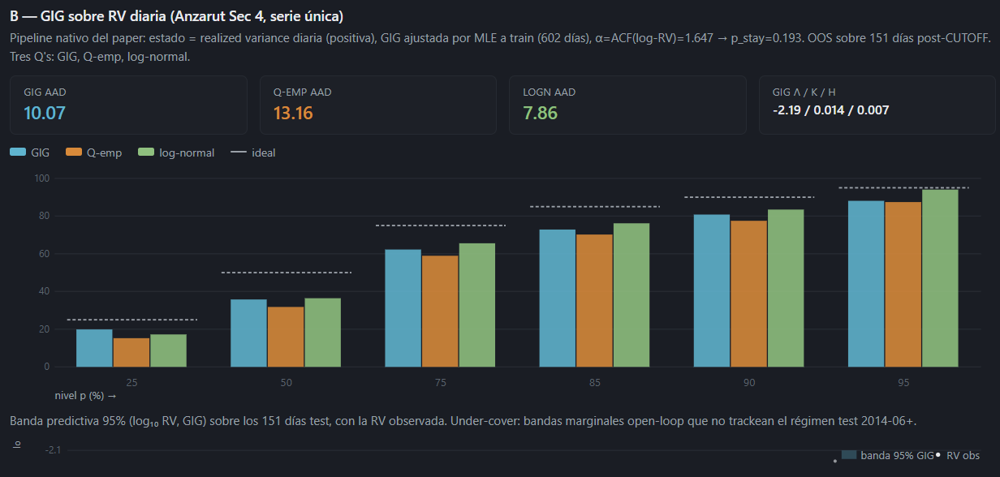 B — GIG sobre RV diaria (Anzarut Sec 4, serie única)
Pipeline nativo del paper: estado = realized variance diaria (positiva), GIG ajustada por MLE a train (602 días), α=ACF(log-RV)=1.647 → p_stay=0.193. OOS sobre 151 días post-CUTOFF.
Tres Q's: GIG, Q-emp, log-normal.
GIG AAD
10.07
Q-EMP AAD
13.16
LOGN AAD
7.86
GIG Λ / Κ / Η
-2.19 / 0.014 / 0.007
GIG Q-emp log-normal ideal
100
80
60
40
20
0
25 50 75 85 90 95
nivel p (%) →
Banda predictiva 95% (log₁₀ RV, GIG) sobre los 151 días test, con la RV observada. Under-cover: bandas marginales open-loop que no trackean el régimen test 2014-06+.
-2.1
banda 95% GIG RV obs